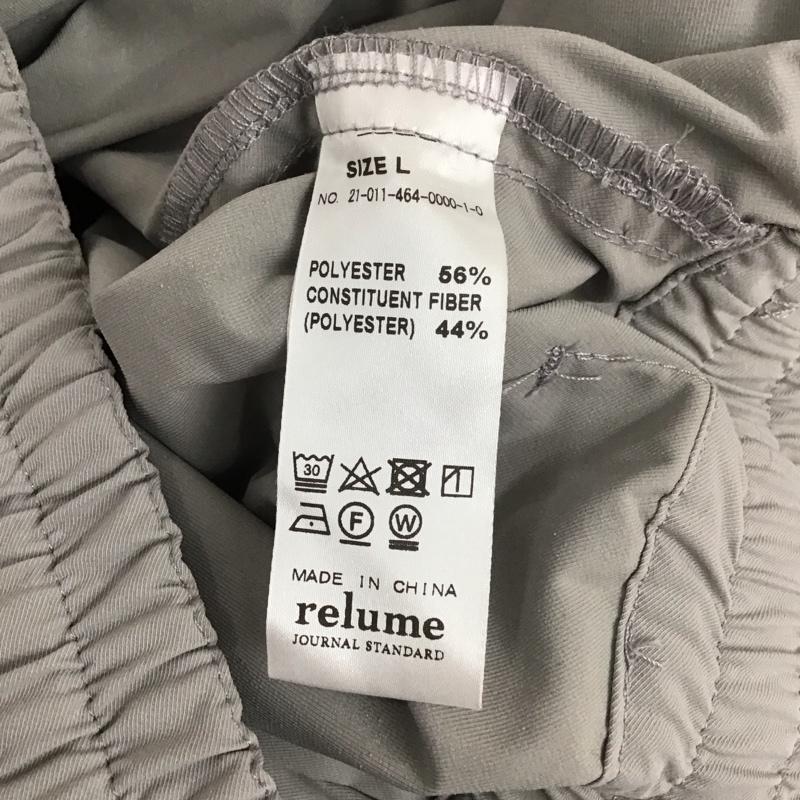 SIZE L
NO. 21-011-464-0000-1-0
POLYESTER 56%
CONSTITUENT FIBER
(POLYESTER) 44%
30
F W
MADE IN CHINA
relume
JOURNAL STANDARD